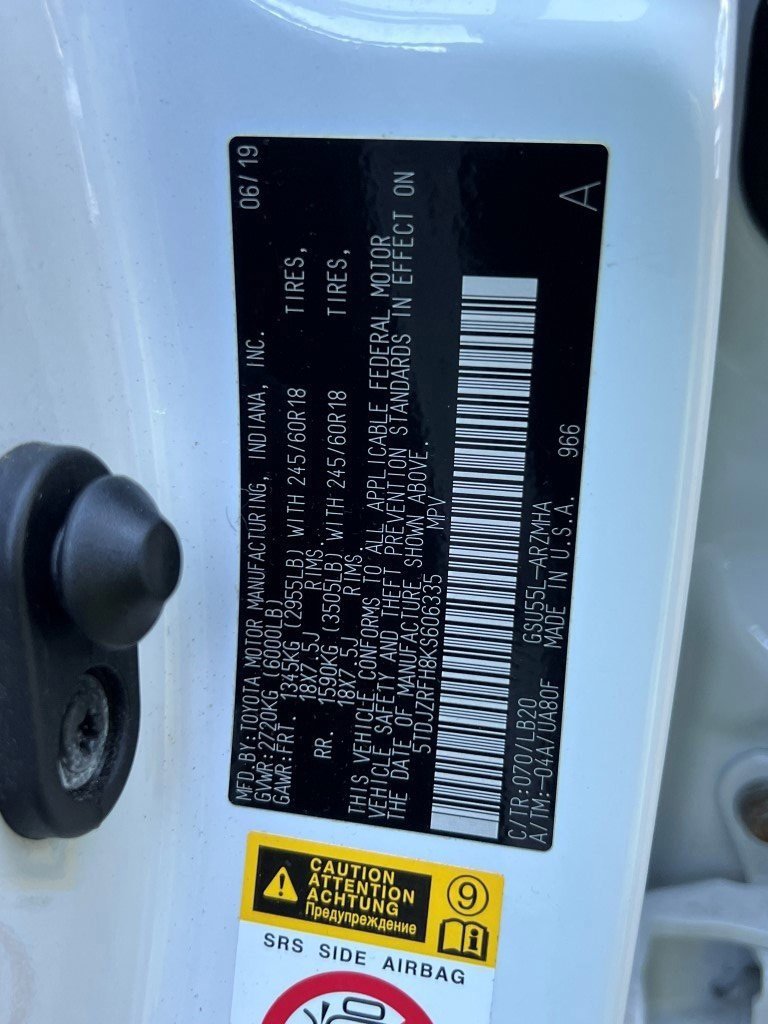 MFD.BY:TOYOTA MOTOR MANUFACTURING, INDIANA, INC. 06/19
GVWR:2720KG (6000LB)
GAWR:FRT. 1345KG (2955LB) WITH 245/60R18 TIRES,
18X7.5J RIMS,
RR. 1590KG (3505LB) WITH 245/60R18 TIRES,
18X7.5J RIMS.
THIS VEHICLE CONFORMS TO ALL APPLICABLE FEDERAL MOTOR
VEHICLE SAFETY AND THEFT PREVENTION STANDARDS IN EFFECT ON
THE DATE OF MANUFACTURE SHOWN ABOVE.
5TDJZRFH8KS606335 MPV
C/TR:070/LB20 GSU55L-ARZMHA
A/TM:-04A/UA80F MADE IN U.S.A. 966 A
CAUTION
ATTENTION
ACHTUNG
Предупреждение
9
i
SRS SIDE AIRBAG